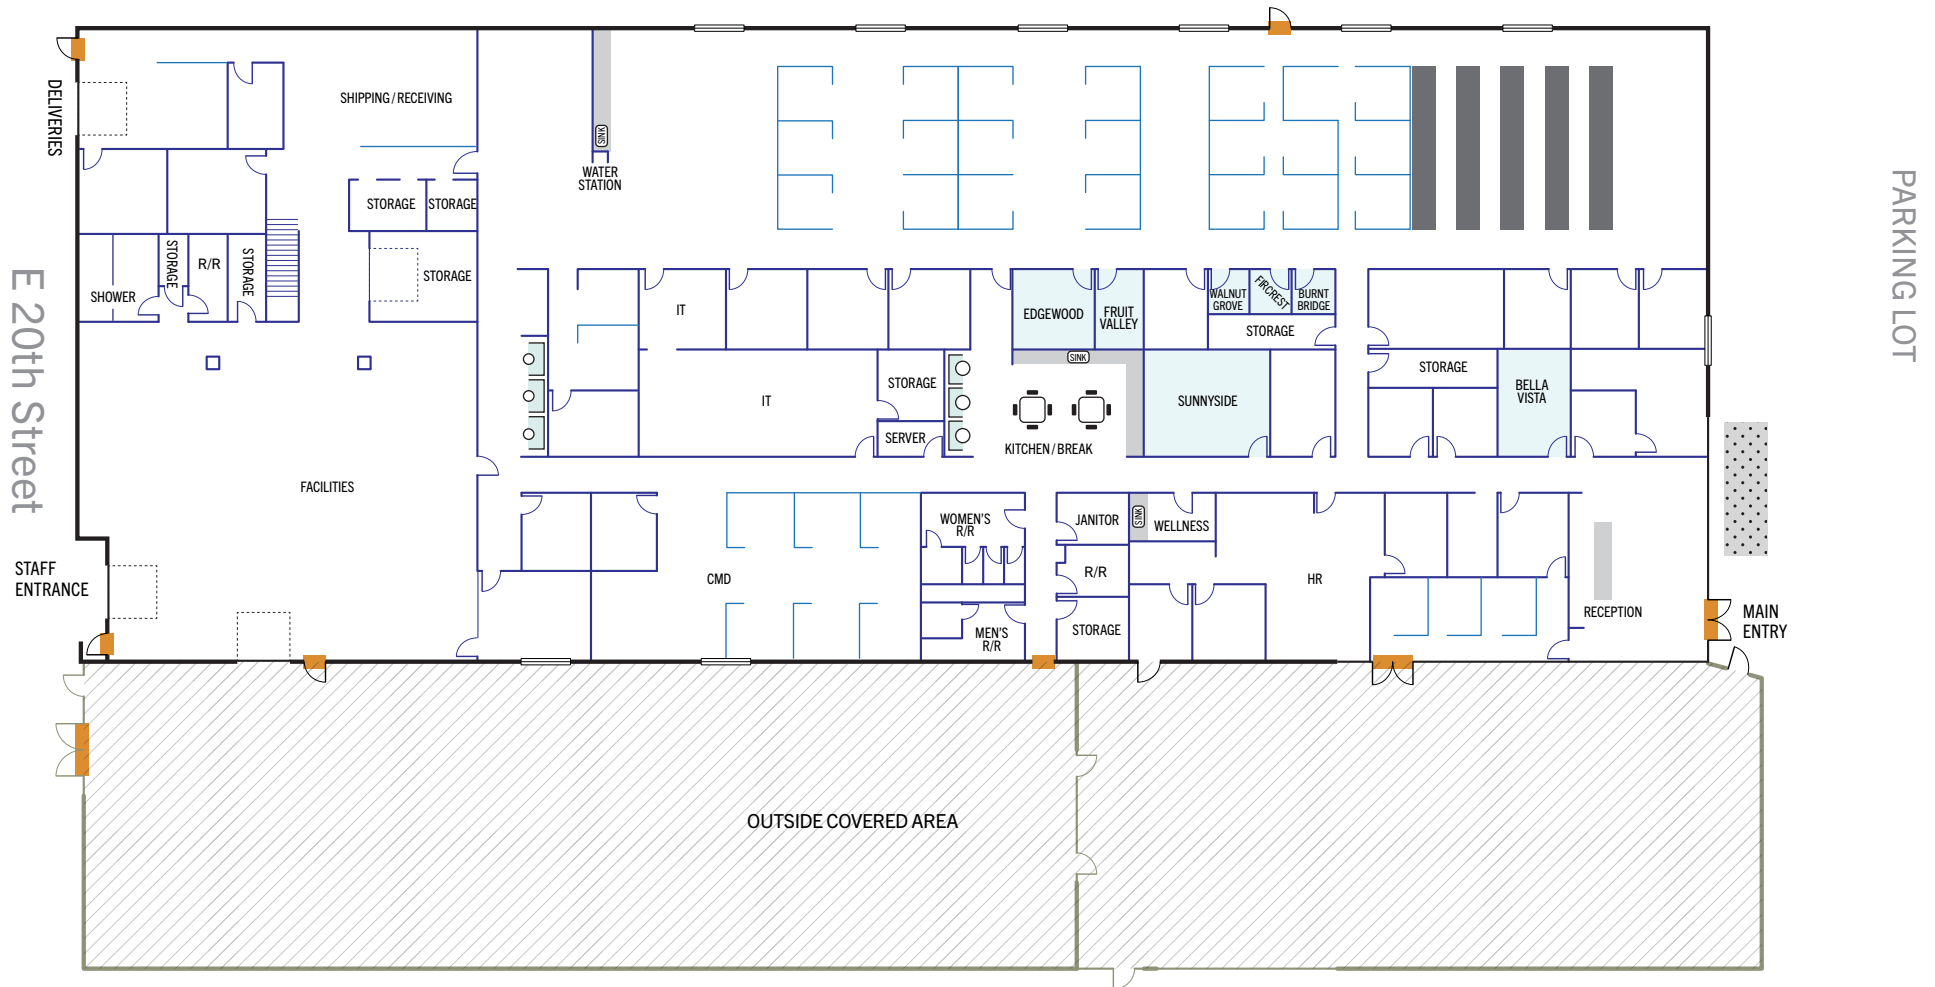 DELIVERIES
SHIPPING / RECEIVING
SINK
WATER
STATION
PARKING LOT
STORAGE
STORAGE
STORAGE
R/R
STORAGE
STORAGE
SHOWER
E 20th Street
IT
EDGEWOOD
FRUIT
VALLEY
WALNUT
GROVE
FIRCREST
BURNT
BRIDGE
STORAGE
SINK
STORAGE
IT
STORAGE
SERVER
KITCHEN / BREAK
SUNNYSIDE
BELLA
VISTA
FACILITIES
WOMEN'S
R/R
JANITOR
SINK
WELLNESS
STAFF
ENTRANCE
CMD
R/R
HR
MEN'S
R/R
STORAGE
RECEPTION
MAIN
ENTRY
OUTSIDE COVERED AREA